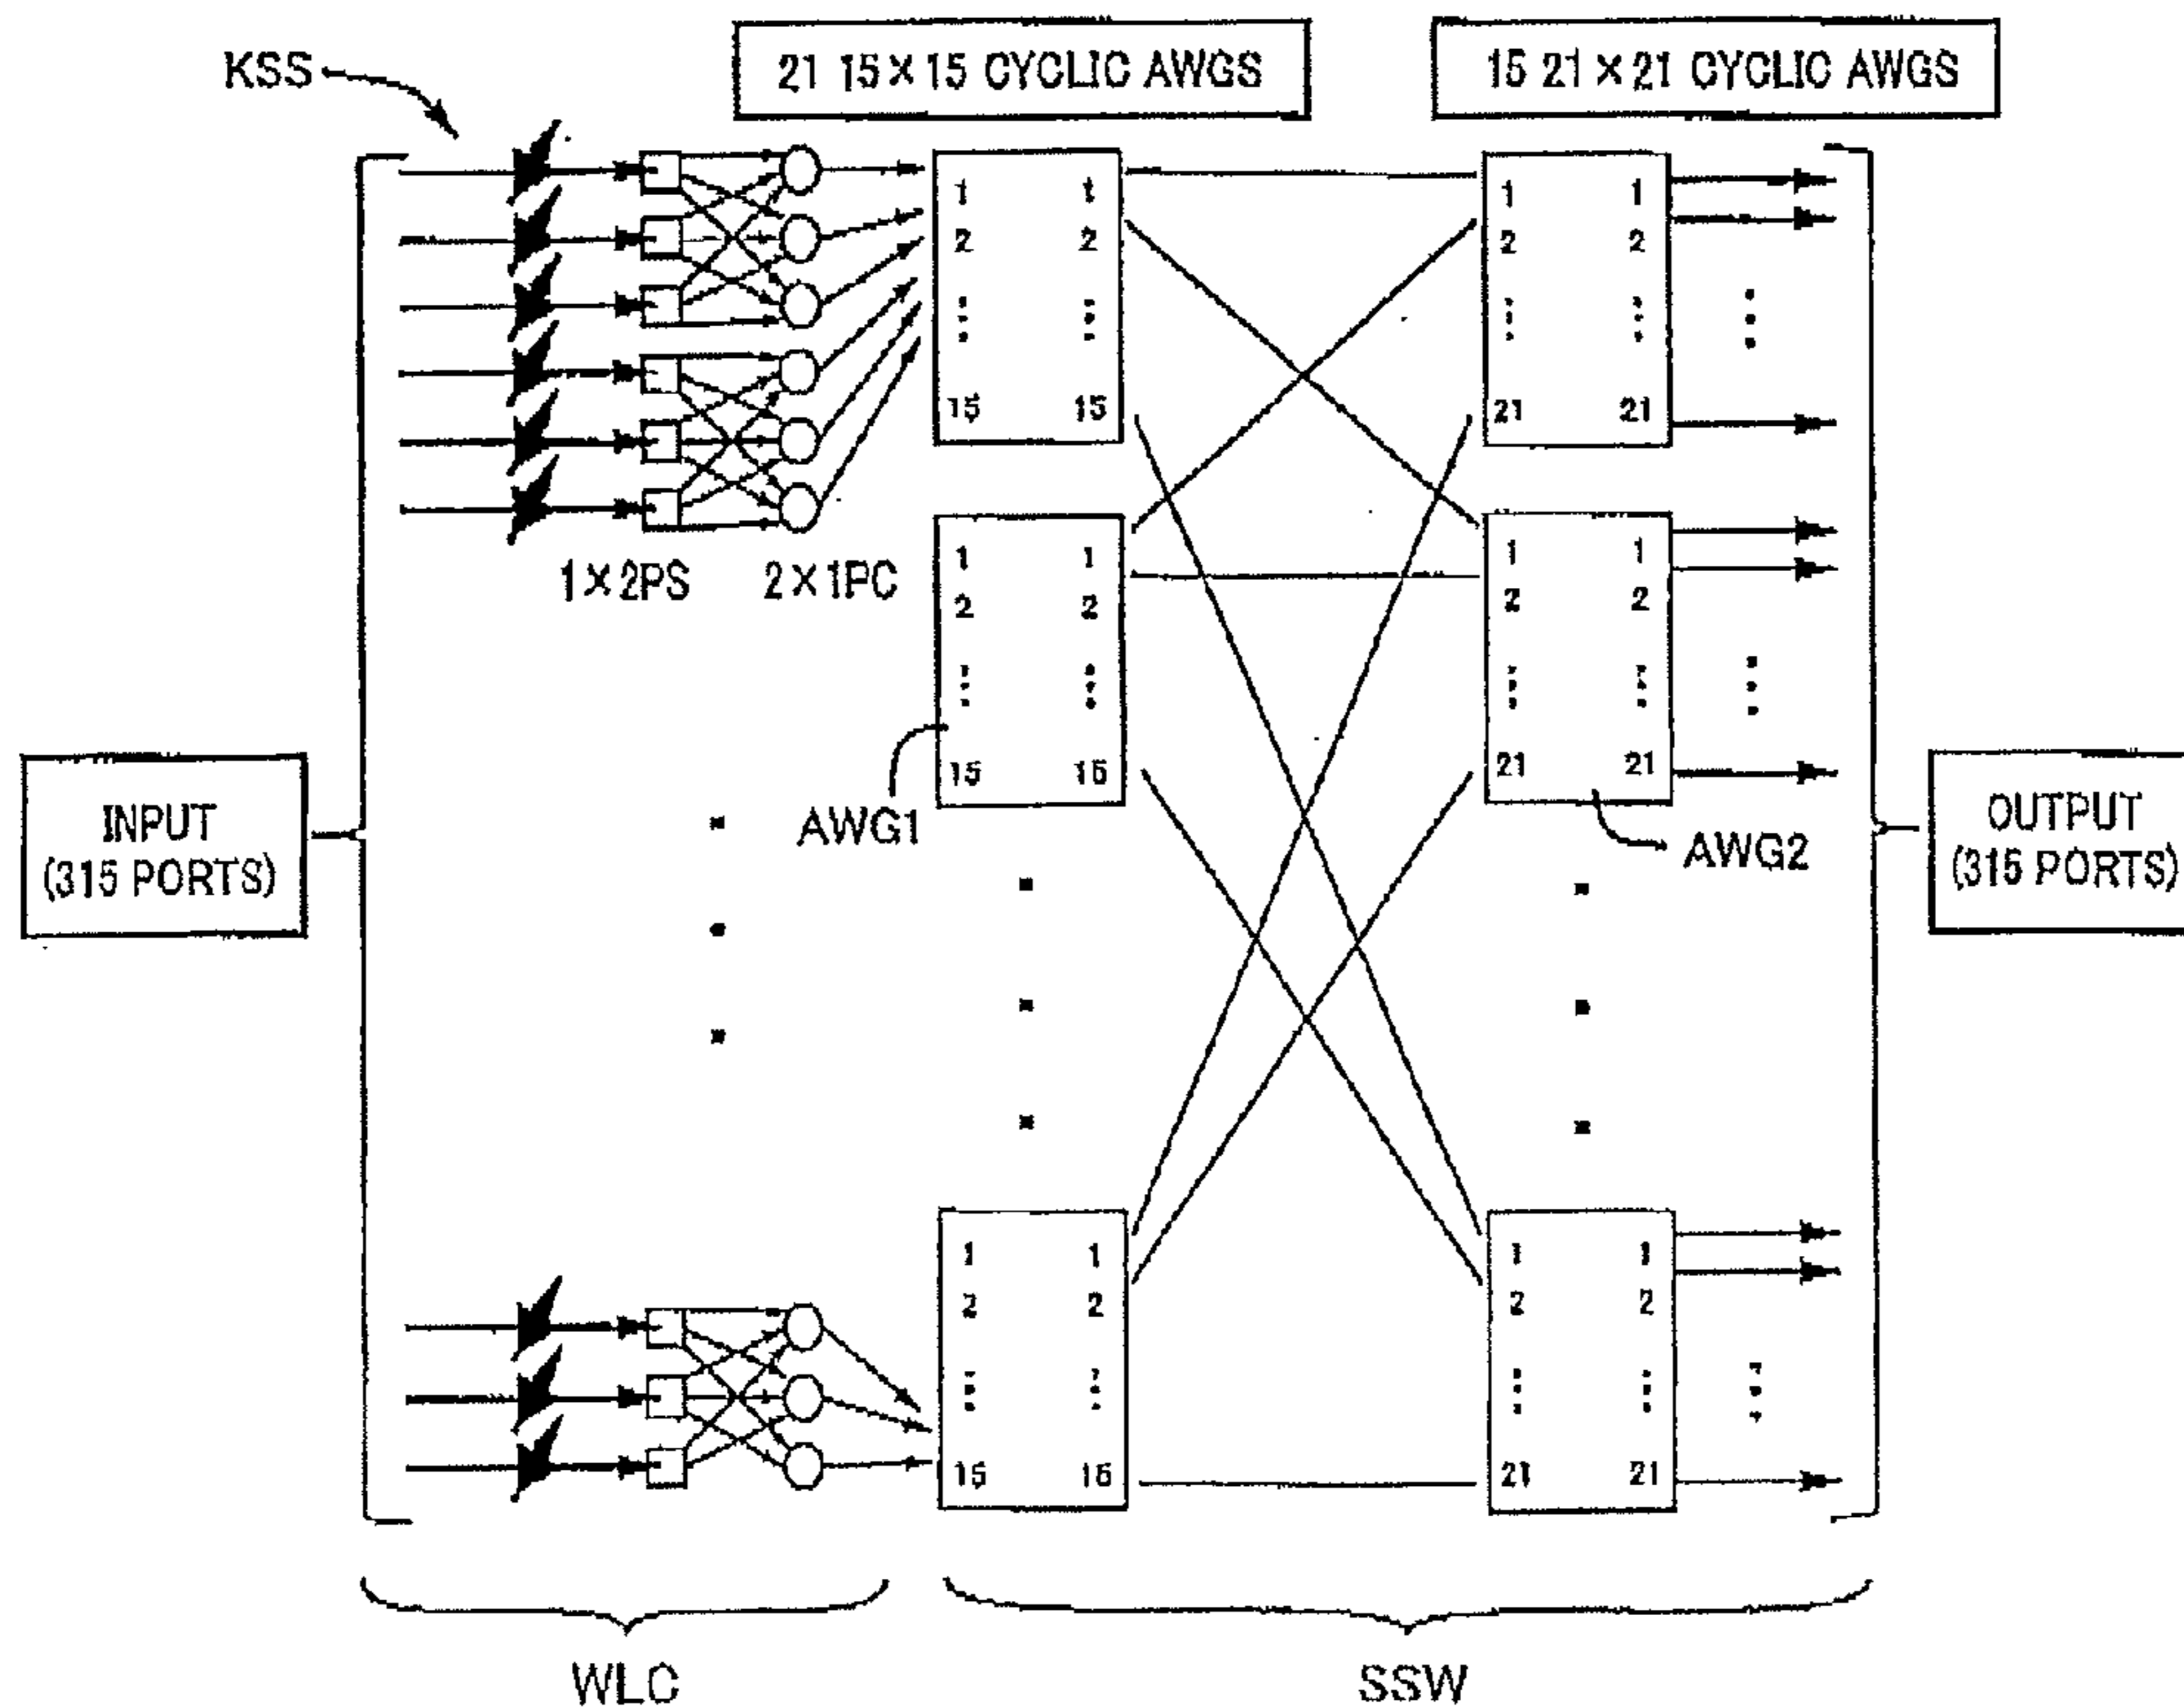 KSS
21 15×15 CYCLIC AWGS
15 21×21 CYCLIC AWGS
1 1
2 2
15 15
1 1
2 2
21 21
1×2PS
2×1PC
1 1
2 2
15 15
1 1
2 2
21 21
AWG1
AWG2
INPUT
(315 PORTS)
OUTPUT
(315 PORTS)
1 1
2 2
15 15
1 1
2 2
21 21
WLC
SSW